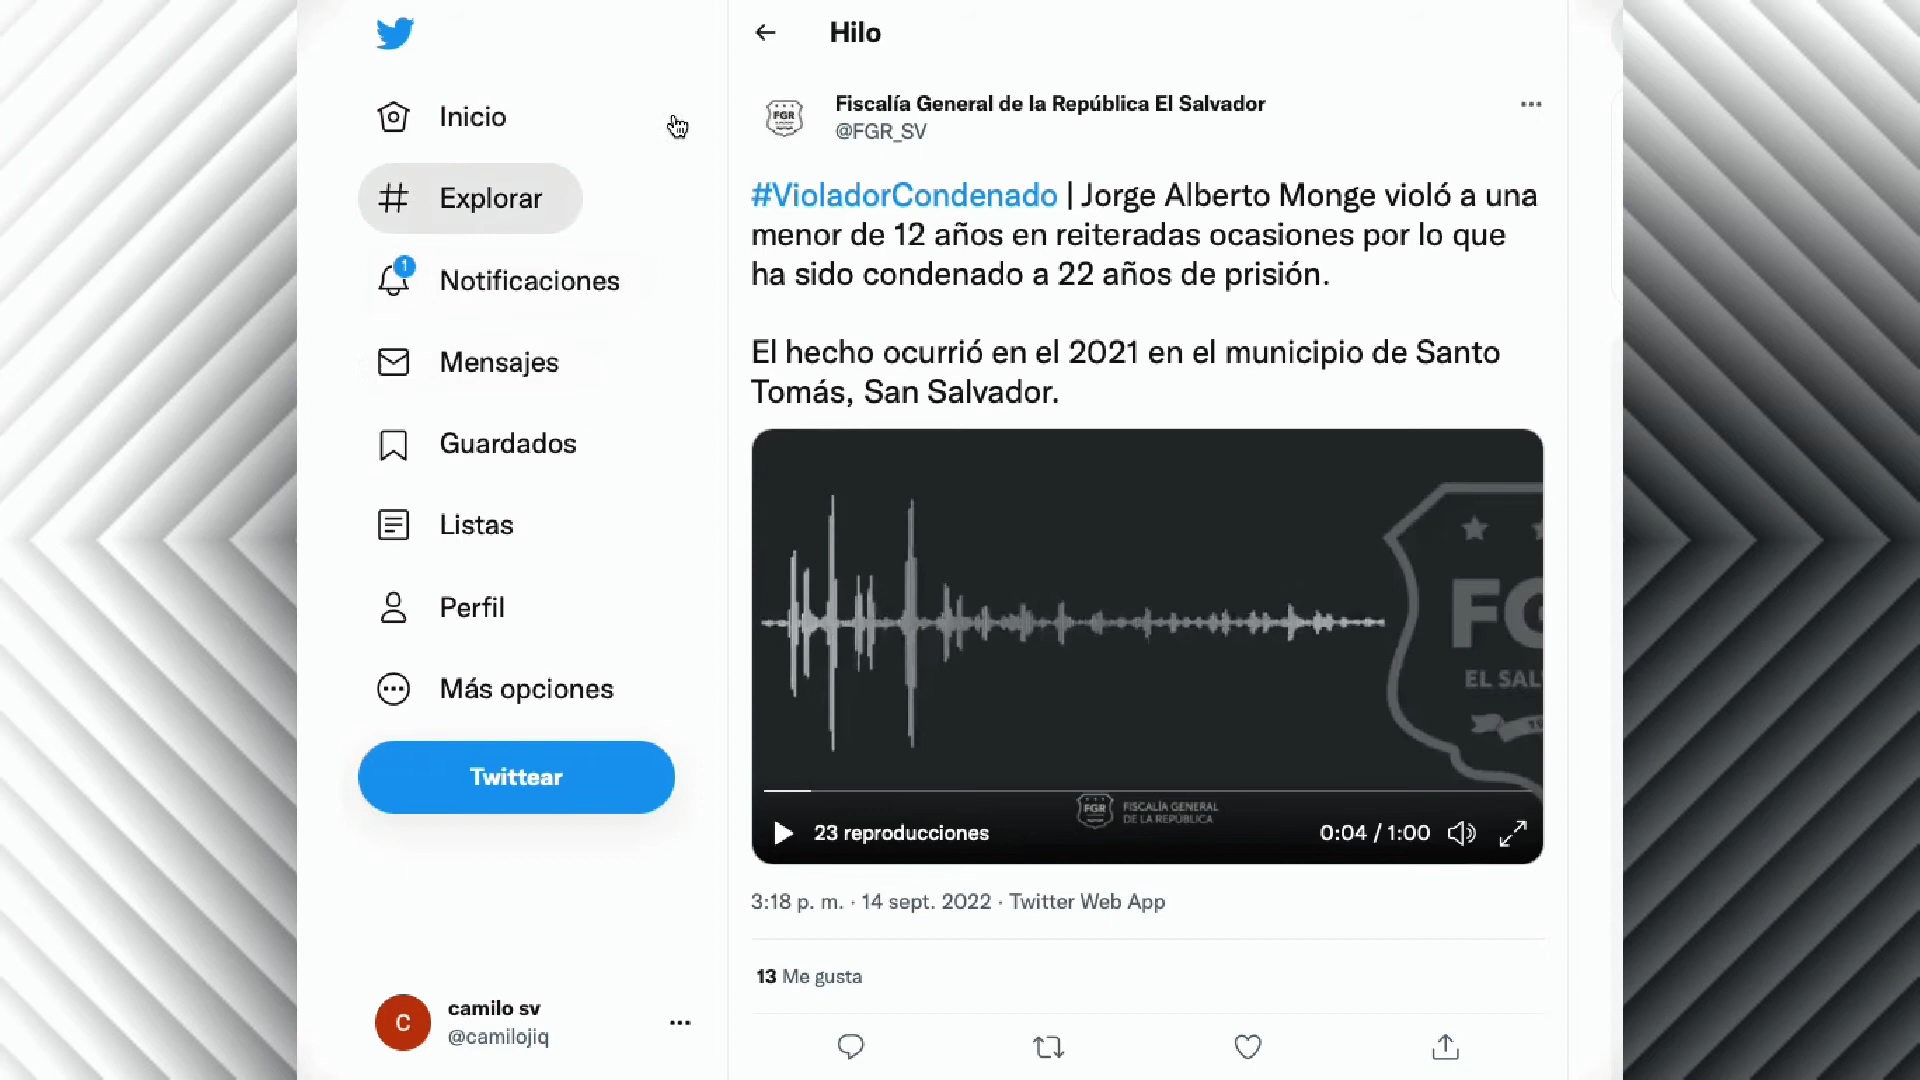 Inicio
Explorar
1
Notificaciones
Mensajes
Guardados
Listas
Perfil
Más opciones
Twittear
C
camilo sv
@camilojiq
Hilo
FGR
Fiscalía General de la República El Salvador
@FGR_SV
#VioladorCondenado | Jorge Alberto Monge violó a una
menor de 12 años en reiteradas ocasiones por lo que
ha sido condenado a 22 años de prisión.
El hecho ocurrió en el 2021 en el municipio de Santo
Tomás, San Salvador.
FG
EL SAL
FGR
FISCALÍA GENERAL
DE LA REPÚBLICA
23 reproducciones
0:04 / 1:00
3:18 p. m. · 14 sept. 2022 · Twitter Web App
13 Me gusta